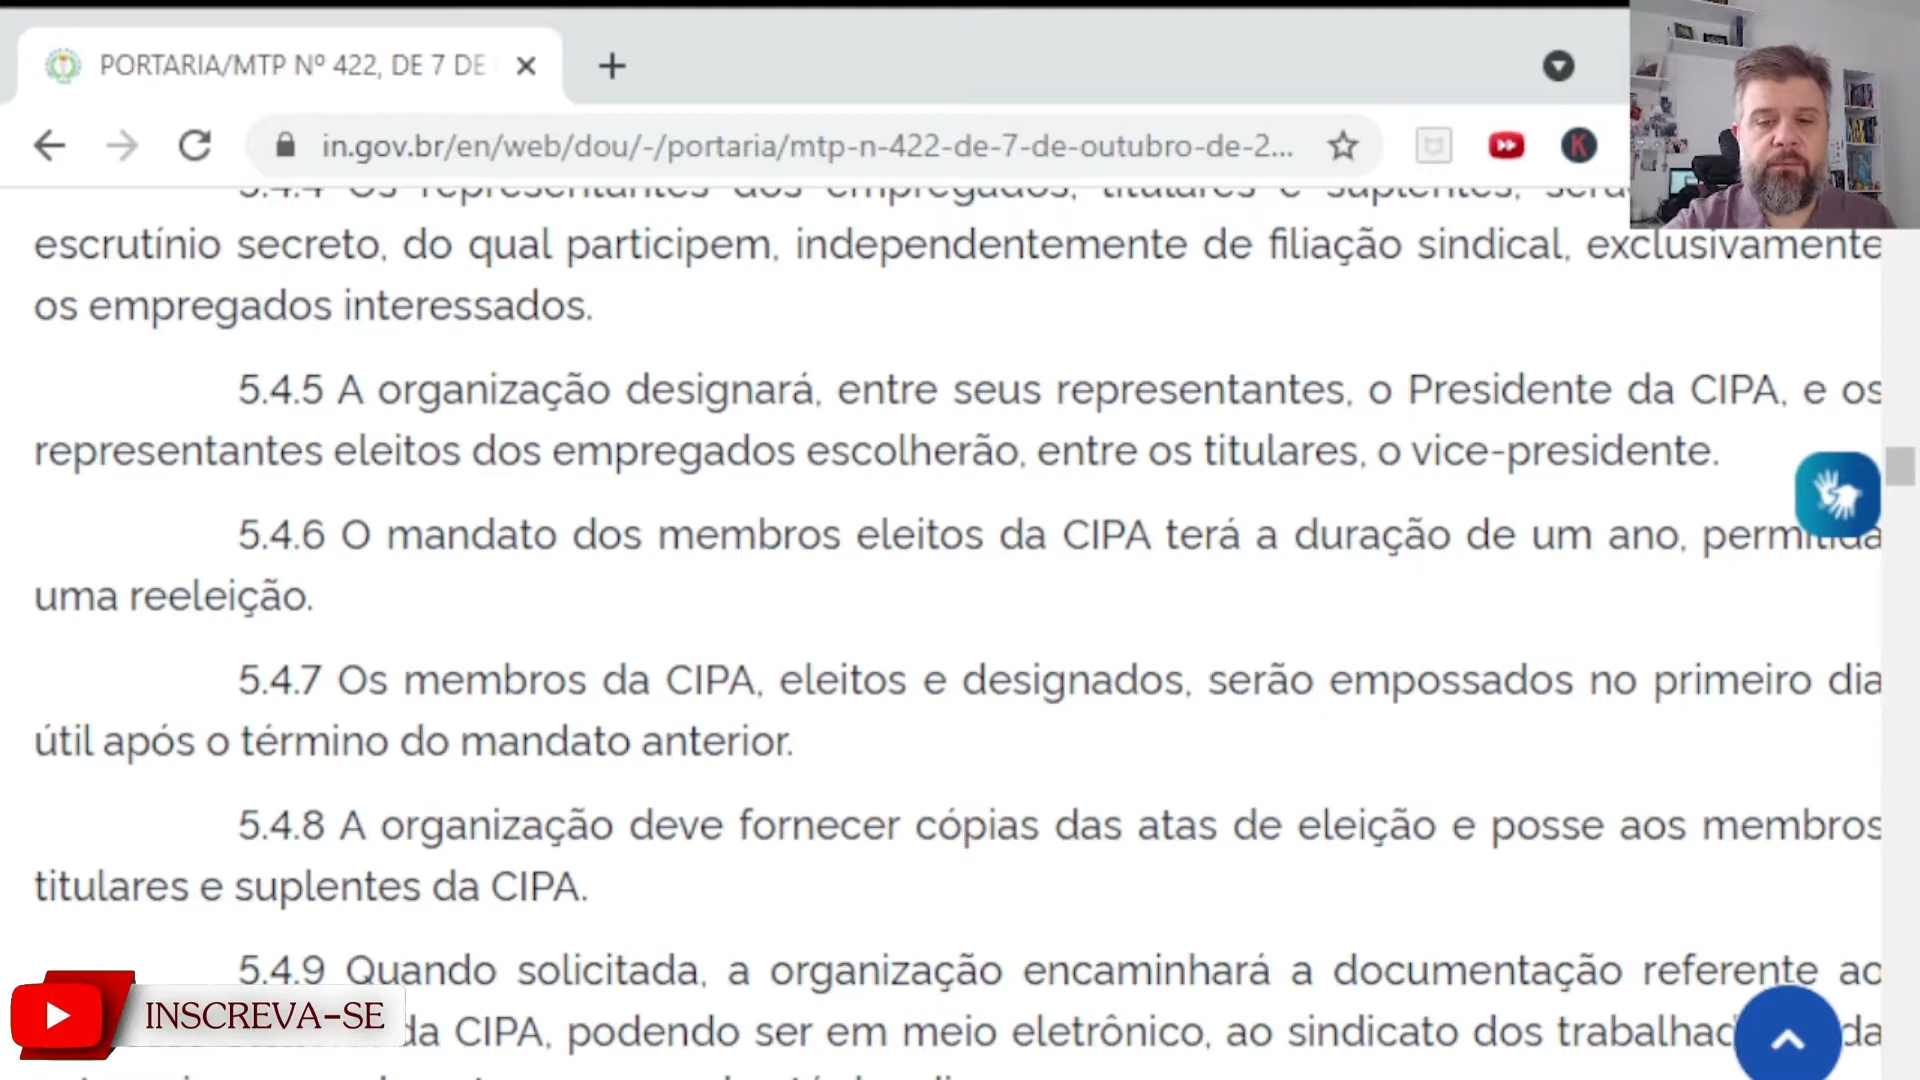 PORTARIA/MTP Nº 422, DE 7 DE
in.gov.br/en/web/dou/-/portaria/mtp-n-422-de-7-de-outubro-de-2...
5.4.4 Os representantes dos empregados, titulares e suplentes,
escrutínio secreto, do qual participem, independentemente de filiação sindical, exclusivamente
os empregados interessados.
5.4.5 A organização designará, entre seus representantes, o Presidente da CIPA, e os
representantes eleitos dos empregados escolherão, entre os titulares, o vice-presidente.
5.4.6 O mandato dos membros eleitos da CIPA terá a duração de um ano, permitida
uma reeleição.
5.4.7 Os membros da CIPA, eleitos e designados, serão empossados no primeiro dia
útil após o término do mandato anterior.
5.4.8 A organização deve fornecer cópias das atas de eleição e posse aos membros
titulares e suplentes da CIPA.
5.4.9 Quando solicitada, a organização encaminhará a documentação referente ao
da CIPA, podendo ser em meio eletrônico, ao sindicato dos da
INSCREVA-SE